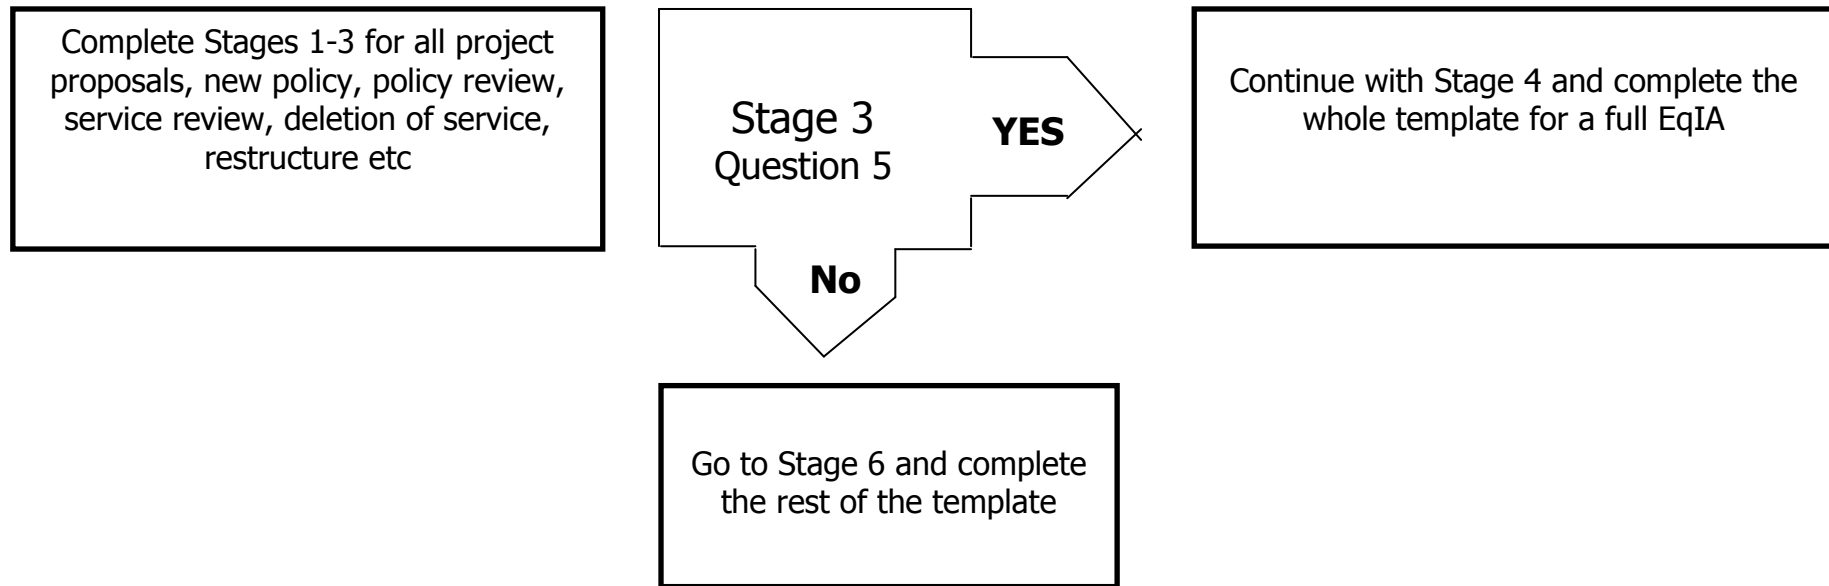 Complete Stages 1-3 for all project
proposals, new policy, policy review,
service review, deletion of service,
restructure etc
Stage 3
Question 5
YES
No
Continue with Stage 4 and complete the
whole template for a full EqIA
Go to Stage 6 and complete
the rest of the template